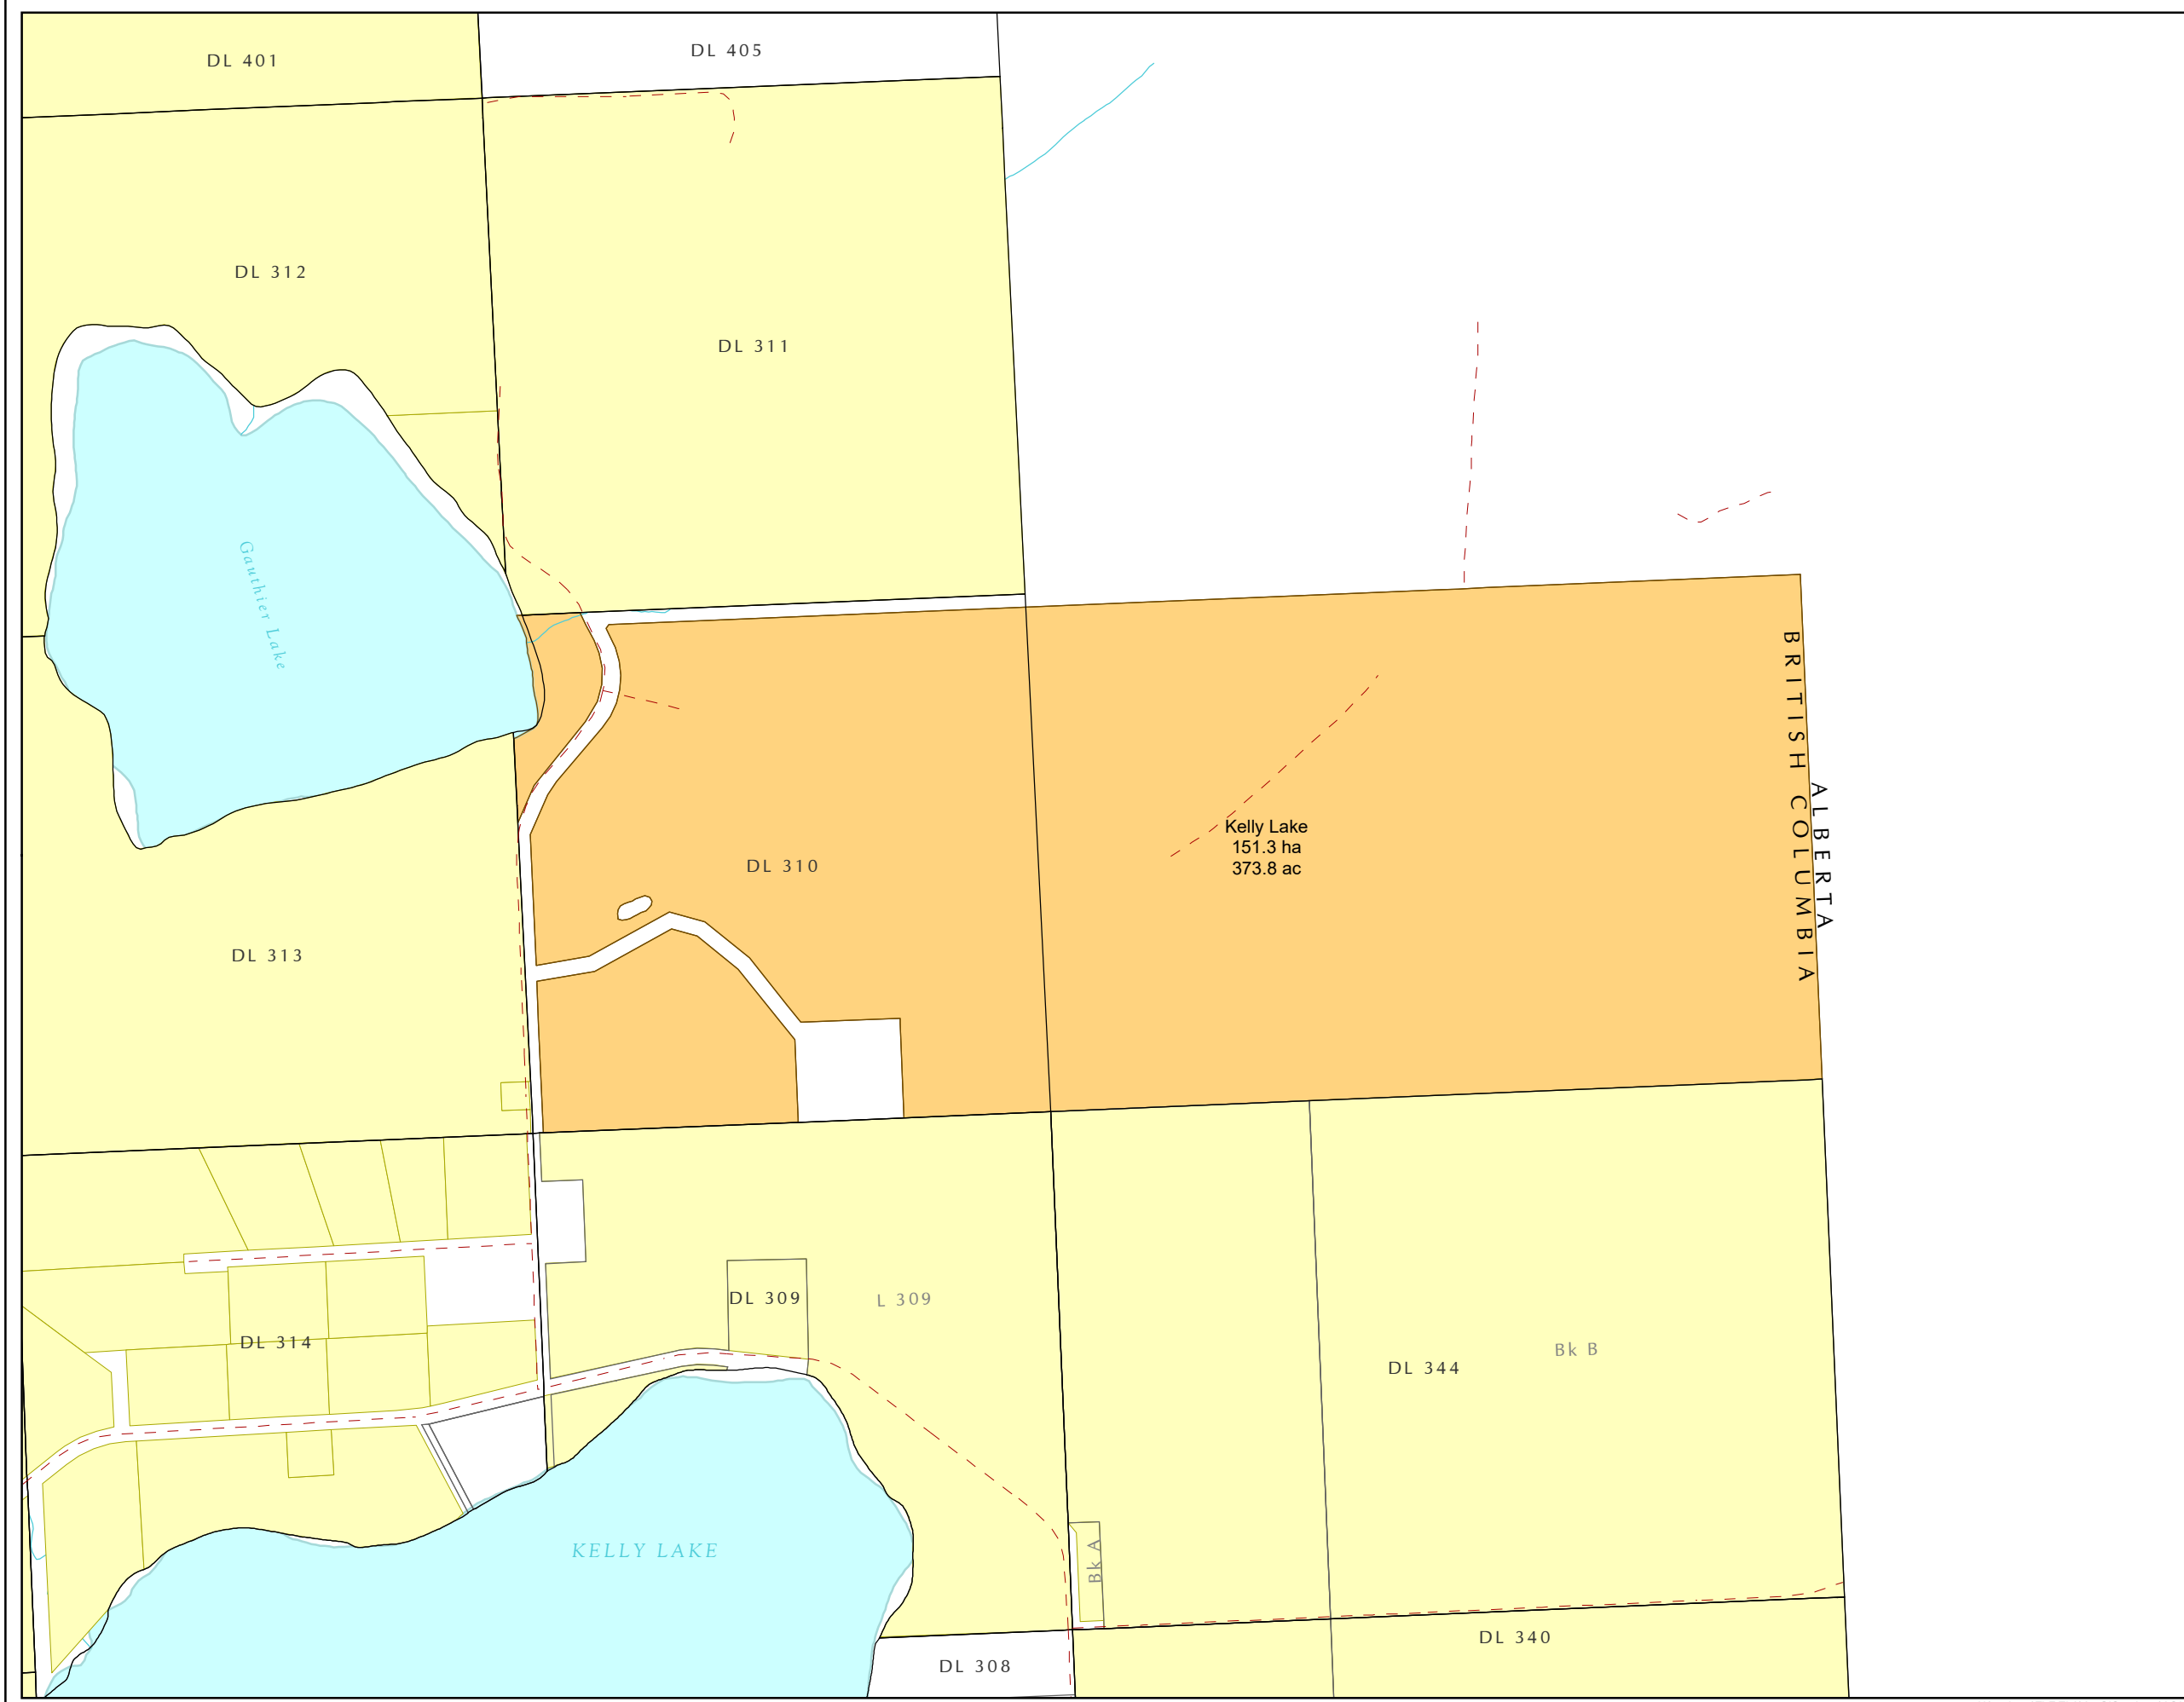 DL 401
DL 405
DL 312
DL 311
Gauthier Lake
BRITISH COLUMBIA
ALBERTA
Kelly Lake
151.3 ha
373.8 ac
DL 310
DL 313
DL 309
L 309
DL 314
DL 344
Bk B
KELLY LAKE
Bk A
DL 340
DL 308